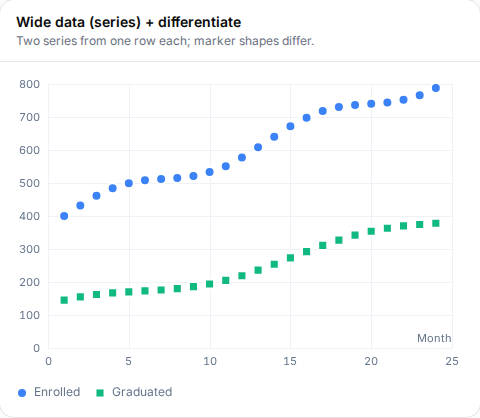 Wide data (series) + differentiate
Two series from one row each; marker shapes differ.
800
700
600
500
400
300
200
100
0
Month
0 5 10 15 20 25
Enrolled Graduated